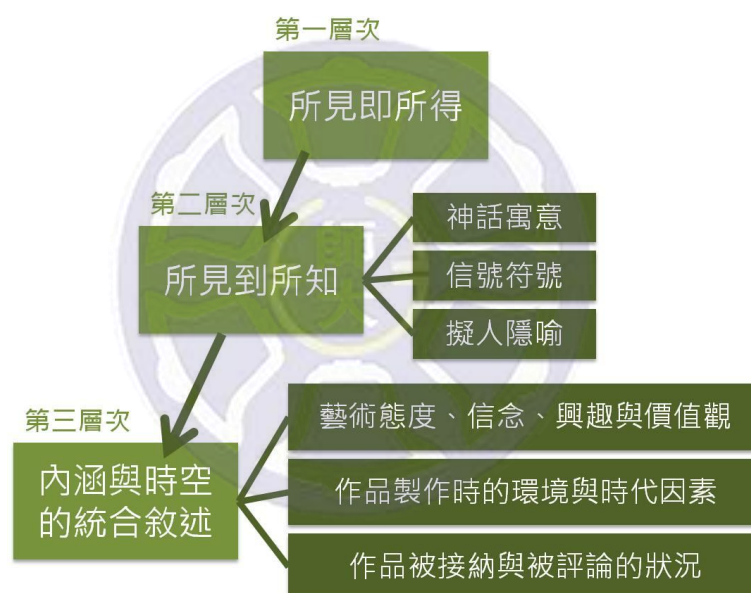 第一層次
所見即所得
第二層次
所見到所知
神話寓意
信號符號
擬人隱喻
第三層次
內涵與時空
的統合敘述
藝術態度、信念、興趣與價值觀
作品製作時的環境與時代因素
作品被接納與被評論的狀況